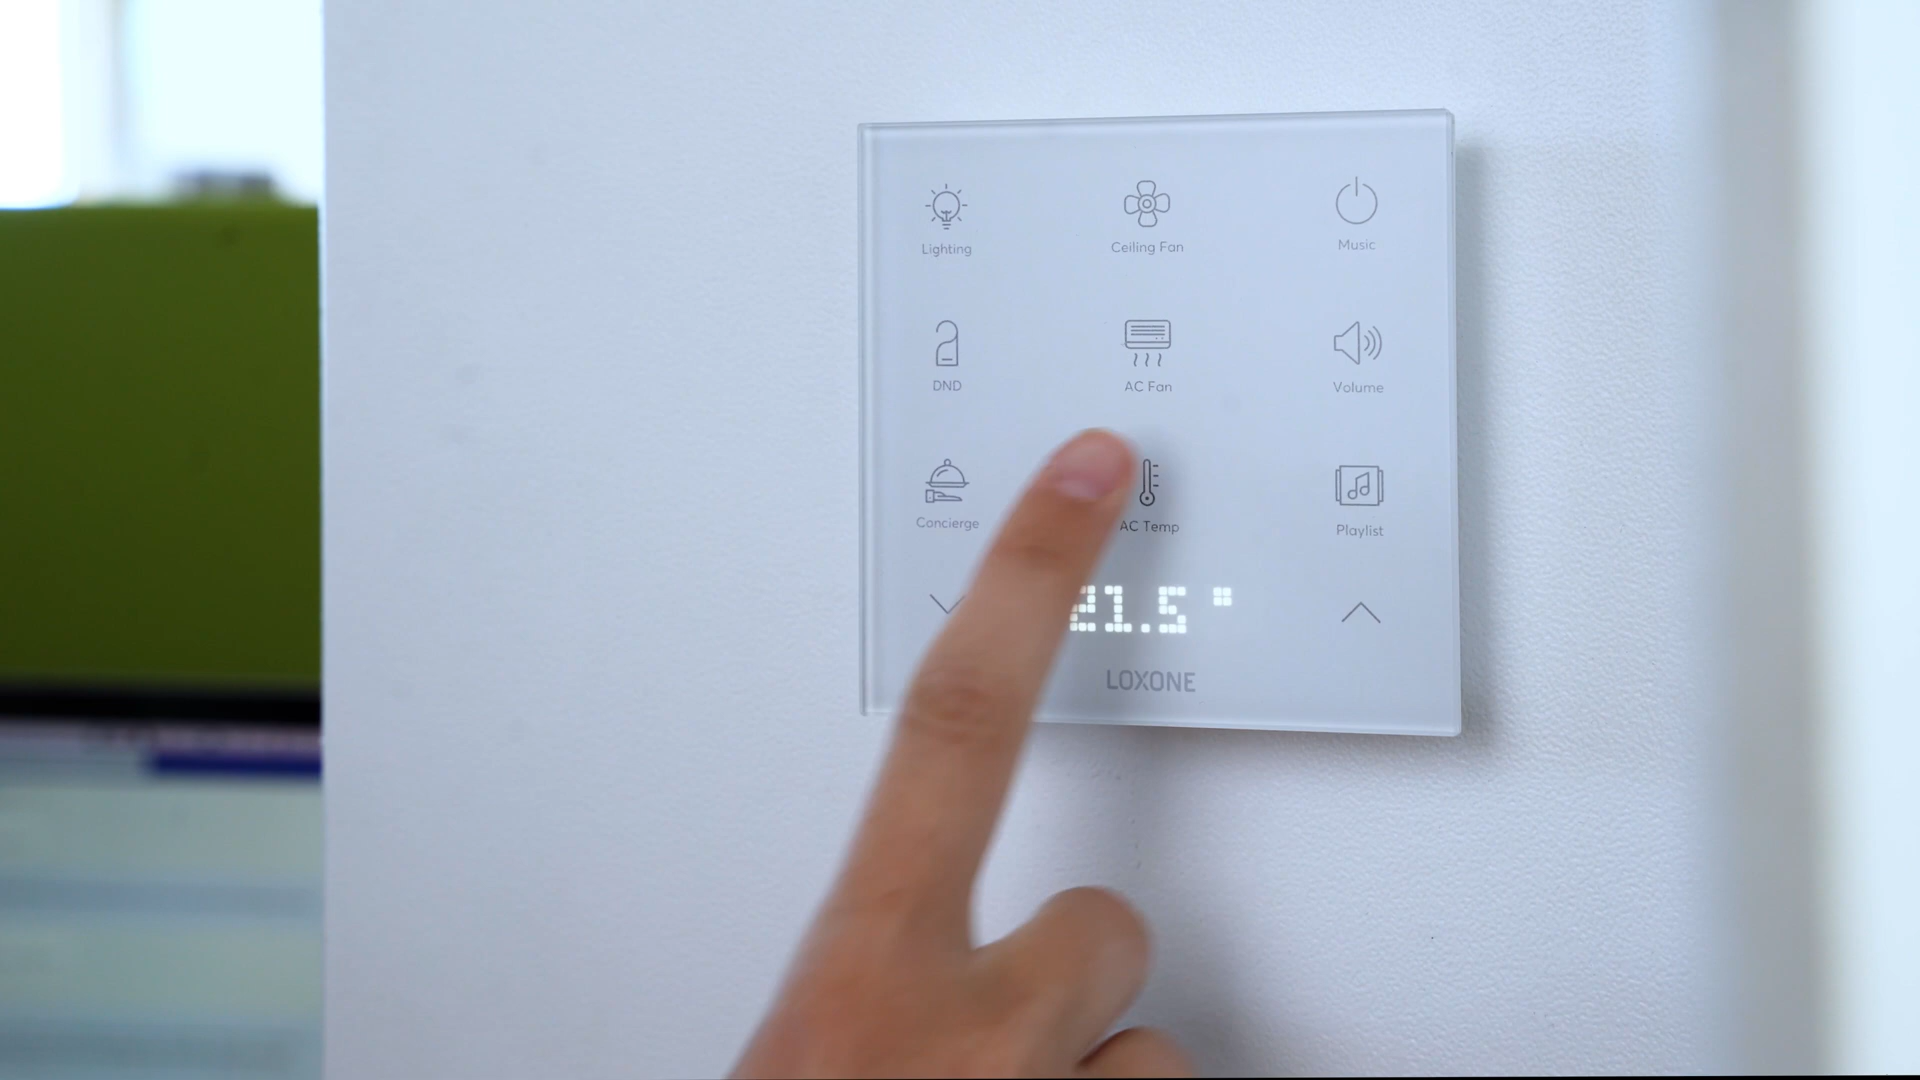 Lighting
Ceiling Fan
Music
DND
AC Fan
Volume
Concierge
AC Temp
Playlist
21.5 °
LOXONE